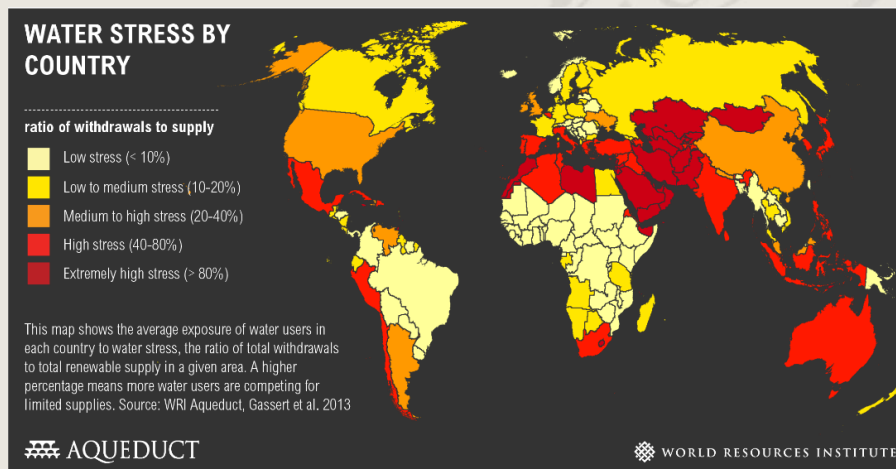 WATER STRESS BY
COUNTRY
ratio of withdrawals to supply
Low stress (< 10%)
Low to medium stress (10-20%)
Medium to high stress (20-40%)
High stress (40-80%)
Extremely high stress (> 80%)
This map shows the average exposure of water users in
each country to water stress, the ratio of total withdrawals
to total renewable supply in a given area. A higher
percentage means more water users are competing for
limited supplies. Source: WRI Aqueduct, Gassert et al. 2013
AQUEDUCT
WORLD RESOURCES INSTITUTE